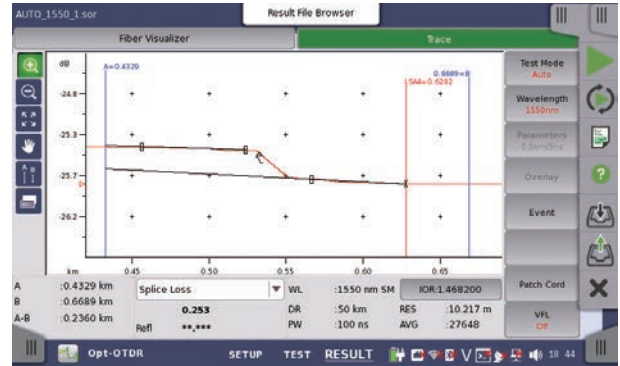 AUTO_1550_1.sor
Result File Browser
Fiber Visualizer
Trace
dB
A=0.4329
0.6689=B
LSA4=0.6282
-24.8
-25.3
-25.7
-26.2
km
0.45
0.50
0.55
0.60
0.65
Test Mode
Auto
Wavelength
1550nm
Parameters
Overlay
Event
Patch Cord
VFL
Off
A :0.4329 km
B :0.6689 km
A-B :0.2360 km
Splice Loss
0.253
Refl **.***
WL :1550 nm SM
IOR:1.468200
DR :50 km
RES :10.217 m
PW :100 ns
AVG :27648
Opt-OTDR
SETUP
TEST
RESULT
18 44